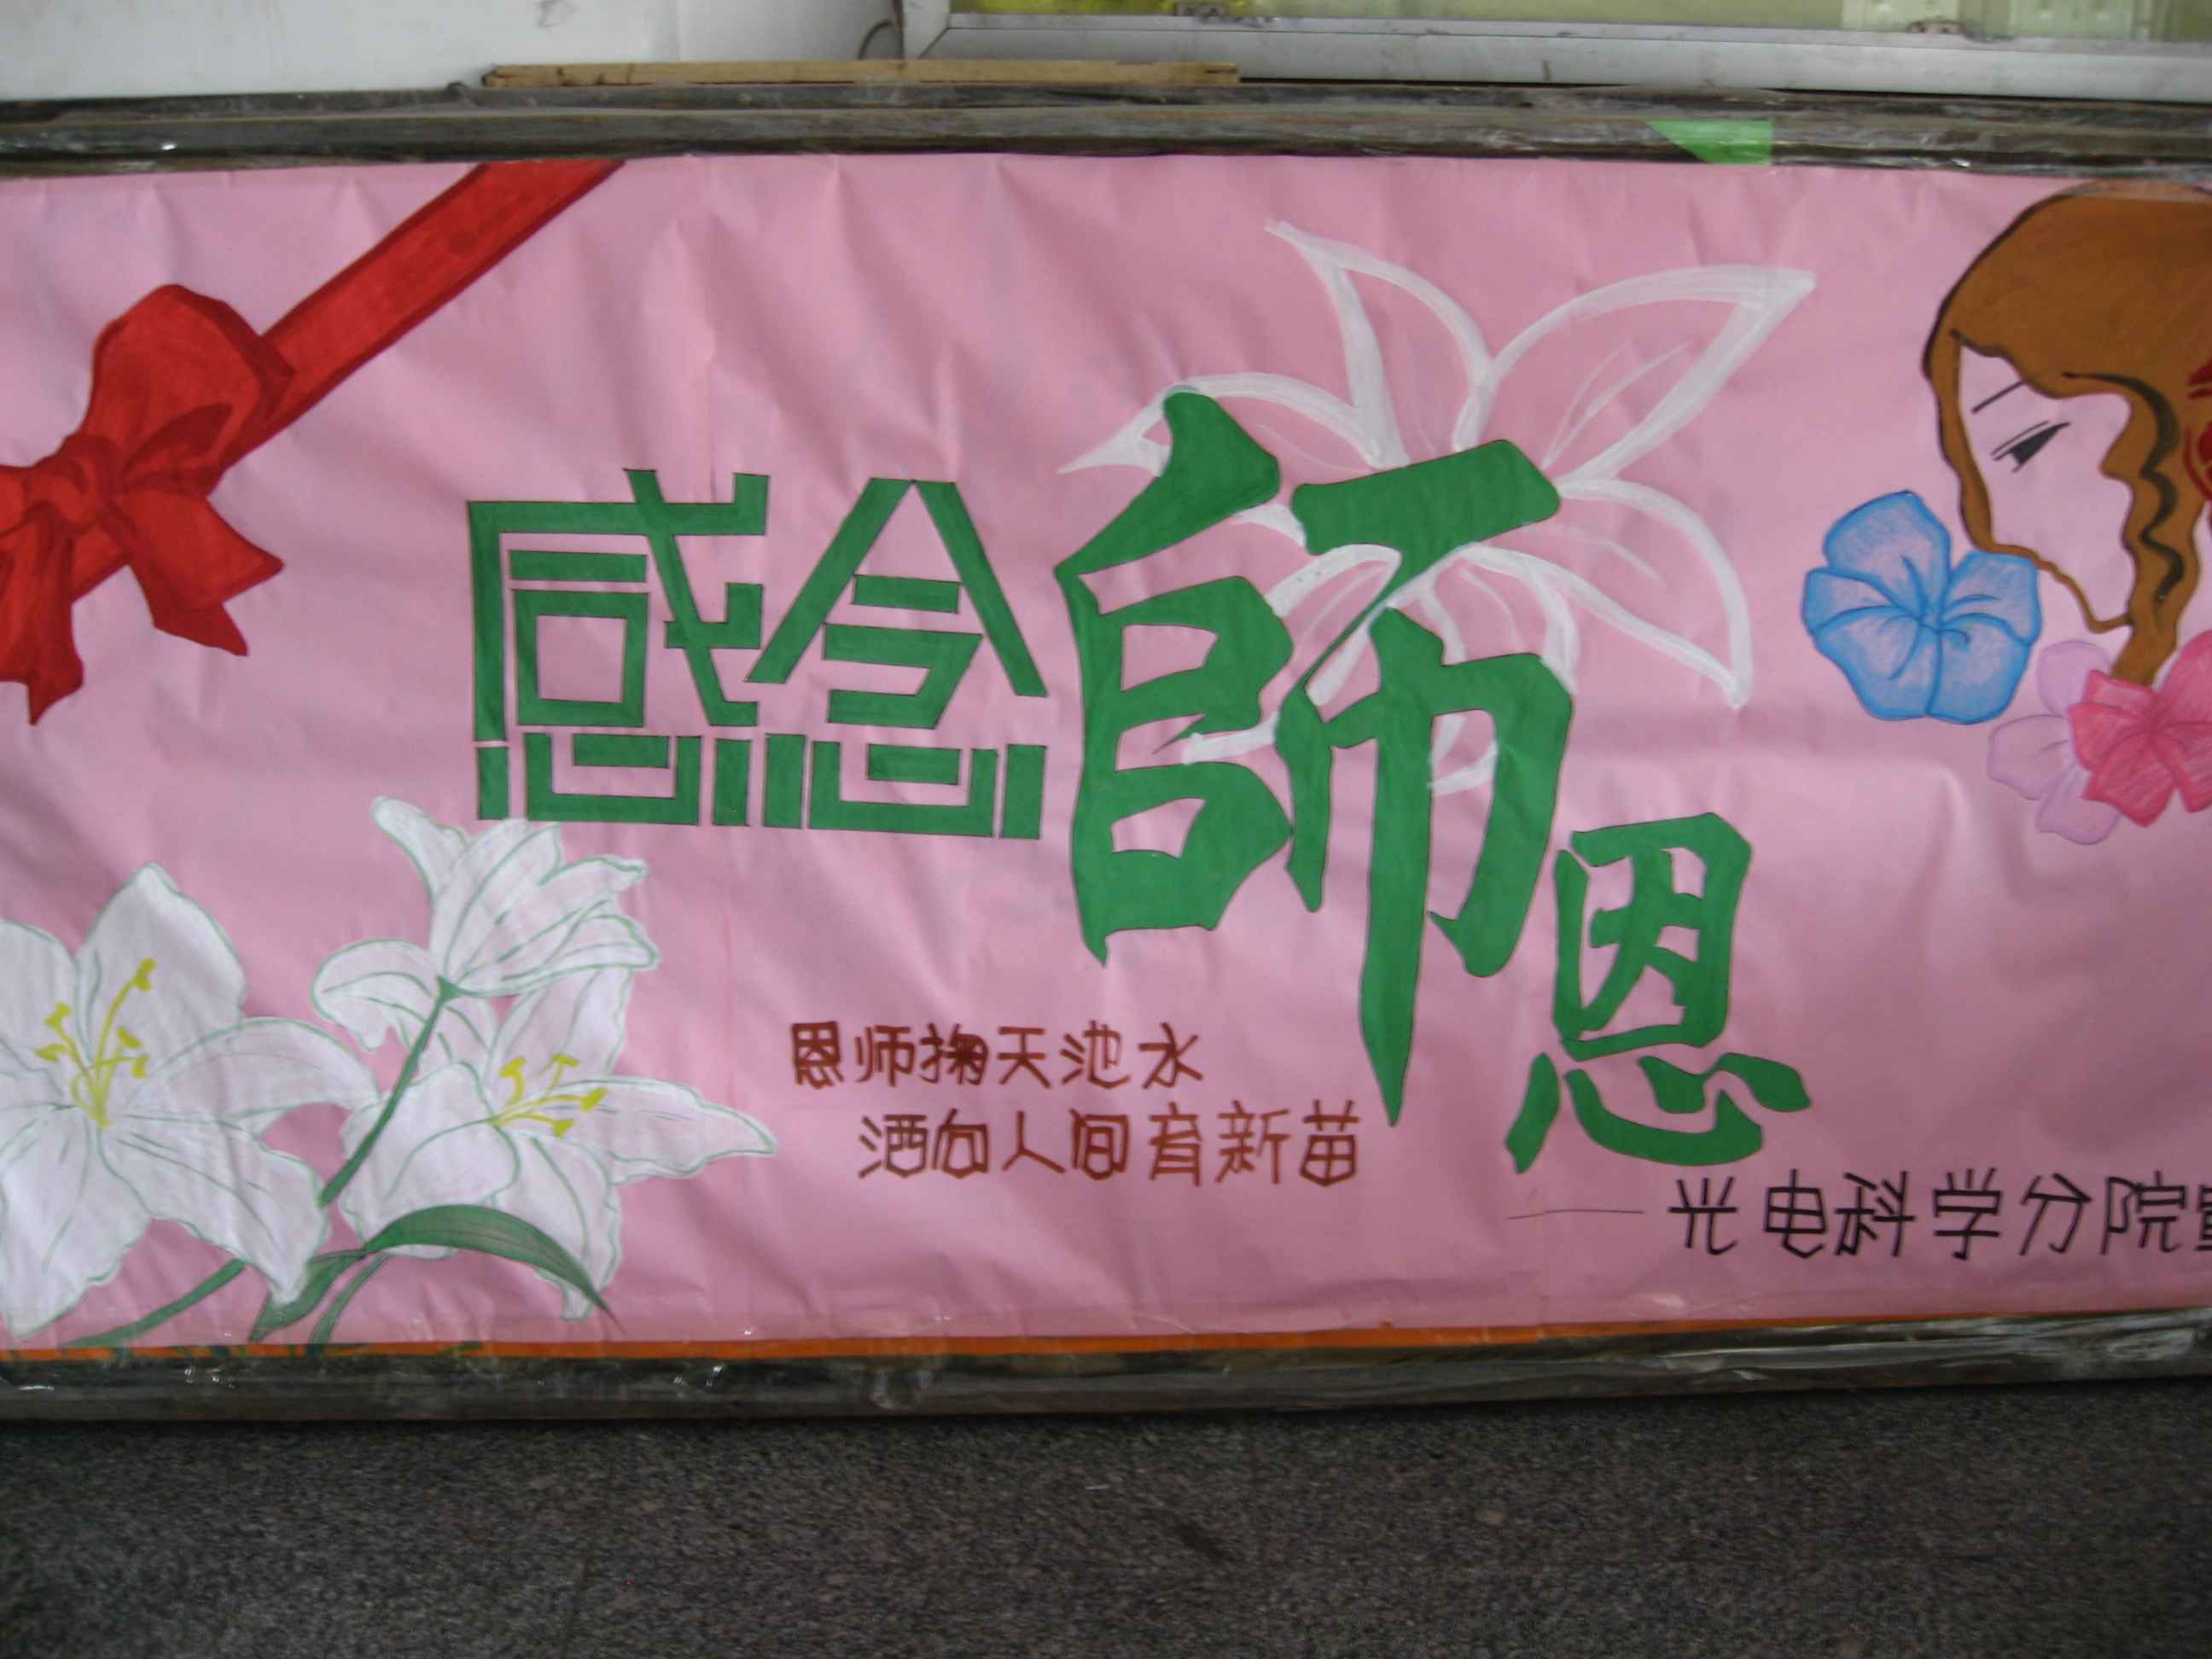 感念師恩
恩师掬天池水
洒向人间育新苗
光电科学分院